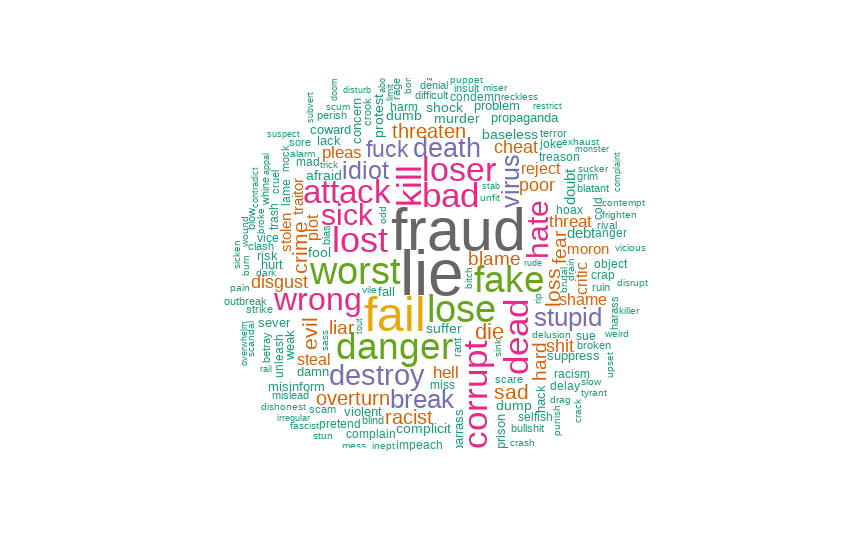 puppet
doom
disturb
denial
insult
miser
limit
rage
difficult
condemn
reckless
subvert
scum
crook
concern
protest
harm
shock
problem
restrict
perish
dumb
murder
propaganda
suspect
coward
threaten
baseless
terror
sore
lack
fuck
death
cheat
joke
exhaust
monster
alarm
pleas
mock
mad
trick
idiot
loser
virus
reject
treason
complaint
appal
whine
cruel
afraid
kill
doubt
sucker
grim
contradict
lame
traitor
attack
bad
stab
unfit
poor
blatant
blow
trash
sick
odd
fraud
hate
hoax
cold
contempt
frighten
broke
wound
stolen
plot
bias
lost
threat
rival
vice
crime
debt
anger
clash
fool
lie
blame
fear
moron
vicious
sicken
risk
worst
rude
drain
object
burn
hurt
dark
bitch
fake
loss
brutal
critic
crap
disrupt
pain
disgust
vile
fall
ruin
outbreak
wrong
fail
lose
rip
shame
strike
dead
stupid
harass
killer
sever
evil
liar
tout
suffer
die
delusion
sue
weird
overwhelm
scandal
betray
weak
sass
danger
rant
sink
hard
shit
broken
unleash
steal
suppress
upset
rail
damn
destroy
hell
corrupt
scare
racism
misinform
miss
sad
hack
delay
slow
mislead
overturn
break
drag
tyrant
dishonest
scam
violent
racist
dump
selfish
punish
crack
irregular
blind
fascist
pretend
complicit
prison
bullshit
stun
complain
crash
mess
inept
impeach